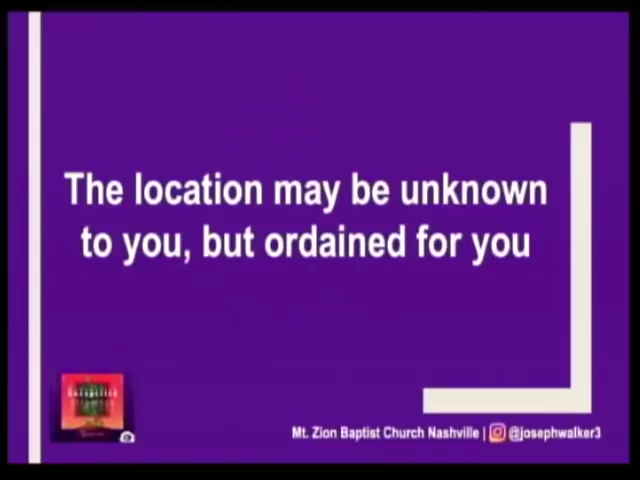 The location may be unknown
to you, but ordained for you
Mt. Zion Baptist Church Nashville | @josephwalker3